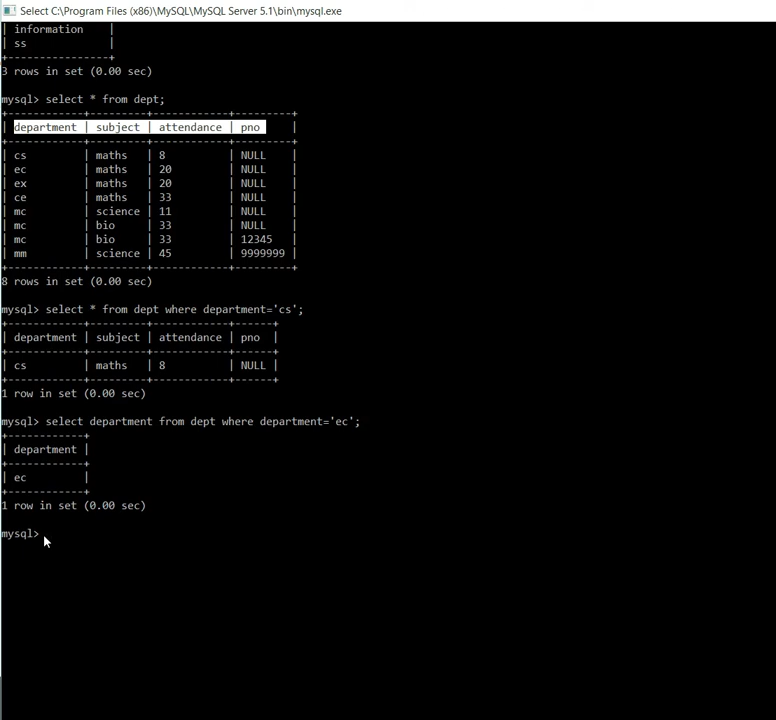 Select C:\Program Files (x86)\MySQL\MySQL Server 5.1\bin\mysql.exe
| information    |
| ss             |
+----------------+
3 rows in set (0.00 sec)
mysql> select * from dept;
+------------+---------+------------+---------+
| department | subject | attendance | pno     |
+------------+---------+------------+---------+
| cs         | maths   | 8          | NULL    |
| ec         | maths   | 20         | NULL    |
| ex         | maths   | 20         | NULL    |
| ce         | maths   | 33         | NULL    |
| mc         | science | 11         | NULL    |
| mc         | bio     | 33         | NULL    |
| mc         | bio     | 33         | 12345   |
| mm         | science | 45         | 9999999 |
+------------+---------+------------+---------+
8 rows in set (0.00 sec)
mysql> select * from dept where department='cs';
+------------+---------+------------+------+
| department | subject | attendance | pno  |
+------------+---------+------------+------+
| cs         | maths   | 8          | NULL |
+------------+---------+------------+------+
1 row in set (0.00 sec)
mysql> select department from dept where department='ec';
+------------+
| department |
+------------+
| ec         |
+------------+
1 row in set (0.00 sec)
mysql>